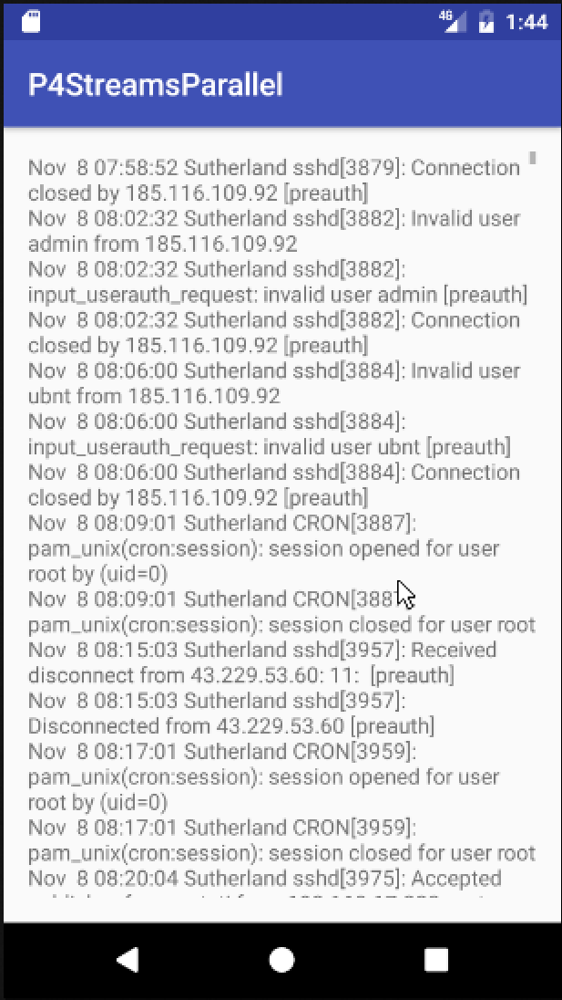 4G 1:44
P4StreamsParallel
Nov  8 07:58:52 Sutherland sshd[3879]: Connection
closed by 185.116.109.92 [preauth]
Nov  8 08:02:32 Sutherland sshd[3882]: Invalid user
admin from 185.116.109.92
Nov  8 08:02:32 Sutherland sshd[3882]:
input_userauth_request: invalid user admin [preauth]
Nov  8 08:02:32 Sutherland sshd[3882]: Connection
closed by 185.116.109.92 [preauth]
Nov  8 08:06:00 Sutherland sshd[3884]: Invalid user
ubnt from 185.116.109.92
Nov  8 08:06:00 Sutherland sshd[3884]:
input_userauth_request: invalid user ubnt [preauth]
Nov  8 08:06:00 Sutherland sshd[3884]: Connection
closed by 185.116.109.92 [preauth]
Nov  8 08:09:01 Sutherland CRON[3887]:
pam_unix(cron:session): session opened for user
root by (uid=0)
Nov  8 08:09:01 Sutherland CRON[3887
pam_unix(cron:session): session closed for user root
Nov  8 08:15:03 Sutherland sshd[3957]: Received
disconnect from 43.229.53.60: 11:  [preauth]
Nov  8 08:15:03 Sutherland sshd[3957]:
Disconnected from 43.229.53.60 [preauth]
Nov  8 08:17:01 Sutherland CRON[3959]:
pam_unix(cron:session): session opened for user
root by (uid=0)
Nov  8 08:17:01 Sutherland CRON[3959]:
pam_unix(cron:session): session closed for user root
Nov  8 08:20:04 Sutherland sshd[3975]: Accepted